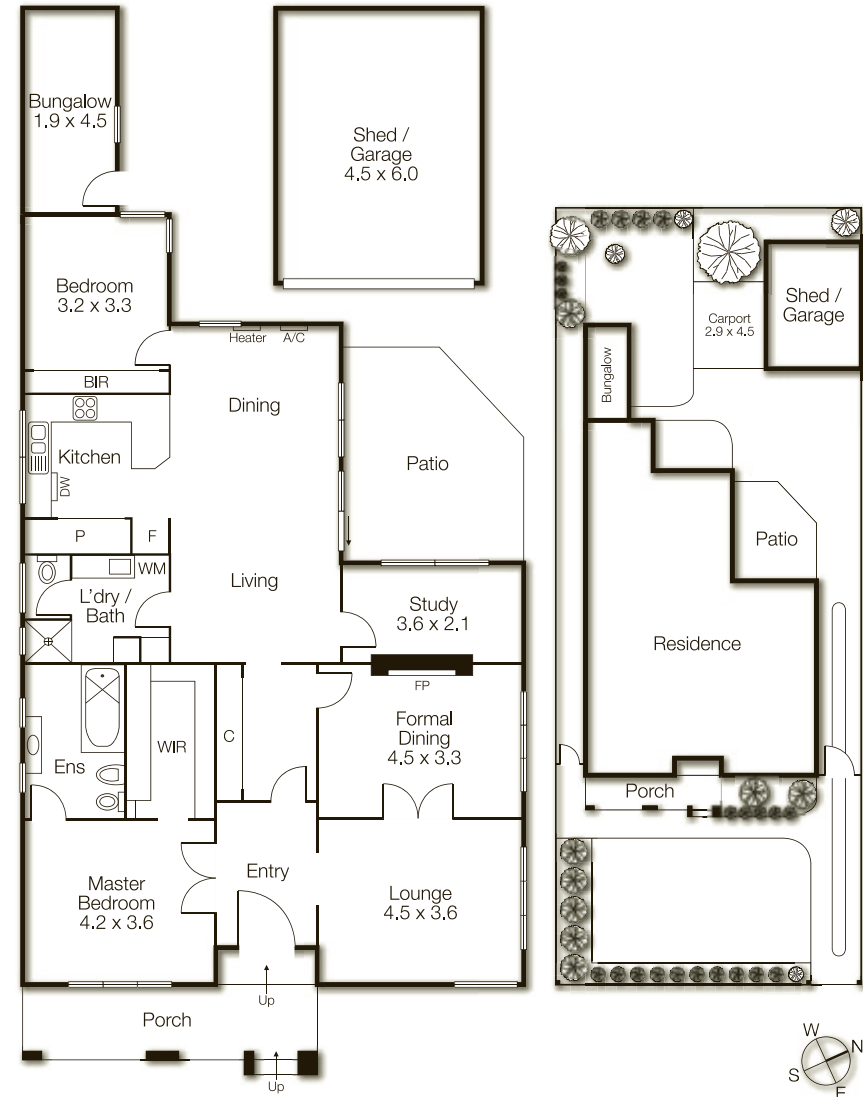 Bungalow
1.9 x 4.5
Shed /
Garage
4.5 x 6.0
Bedroom
3.2 x 3.3
BIR
Heater
A/C
Dining
Kitchen
DW
P
F
Patio
WM
L'dry /
Bath
Living
Study
3.6 x 2.1
FP
Formal
Dining
4.5 x 3.3
C
WIR
Ens
Entry
Master
Bedroom
4.2 x 3.6
Lounge
4.5 x 3.6
Up
Porch
Up
Shed /
Garage
Carport
2.9 x 4.5
Bungalow
Patio
Residence
Porch
W
N
S
E